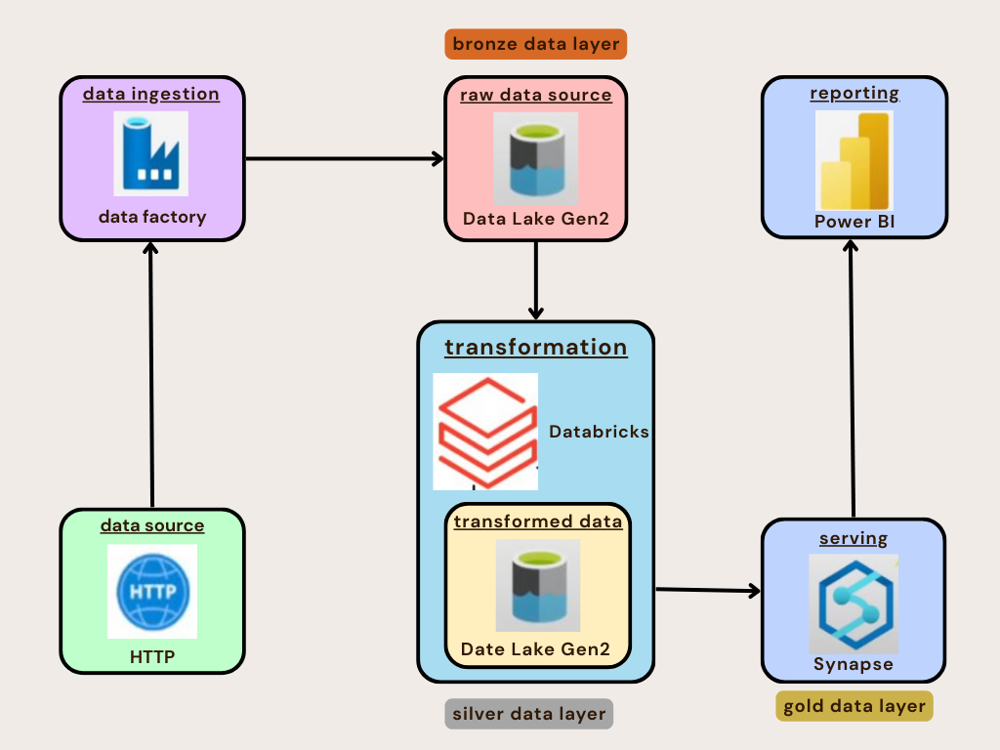 bronze data layer
data ingestion
data factory
raw data source
Data Lake Gen2
reporting
Power BI
transformation
Databricks
transformed data
Date Lake Gen2
silver data layer
data source
HTTP
HTTP
serving
Synapse
gold data layer